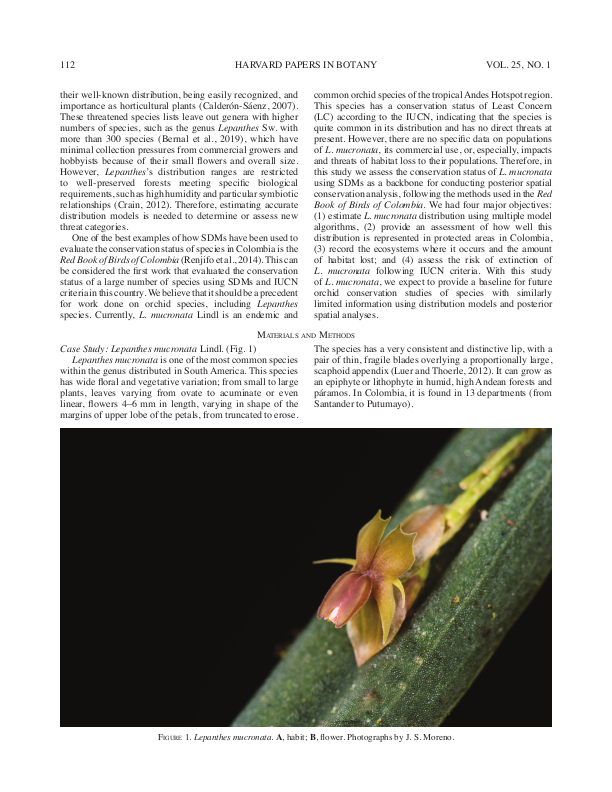 112
HARVARD PAPERS IN BOTANY
VOL. 25, NO. 1
their well-known distribution, being easily recognized, and
importance as horticultural plants (Calderón-Sáenz, 2007).
These threatened species lists leave out genera with higher
numbers of species, such as the genus Lepanthes Sw. with
more than 300 species (Bernal et al., 2019), which have
minimal collection pressures from commercial growers and
hobbyists because of their small flowers and overall size.
However, Lepanthes's distribution ranges are restricted
to well-preserved forests meeting specific biological
requirements, such as high humidity and particular symbiotic
relationships (Crain, 2012). Therefore, estimating accurate
distribution models is needed to determine or assess new
threat categories.
One of the best examples of how SDMs have been used to
evaluate the conservation status of species in Colombia is the
Red Book of Birds of Colombia (Renjifo et al., 2014). This can
be considered the first work that evaluated the conservation
status of a large number of species using SDMs and IUCN
criteria in this country. We believe that it should be a precedent
for work done on orchid species, including Lepanthes
species. Currently, L. mucronata Lindl is an endemic and
common orchid species of the tropical Andes Hotspot region.
This species has a conservation status of Least Concern
(LC) according to the IUCN, indicating that the species is
quite common in its distribution and has no direct threats at
present. However, there are no specific data on populations
of L. mucronata, its commercial use, or, especially, impacts
and threats of habitat loss to their populations. Therefore, in
this study we assess the conservation status of L. mucronata
using SDMs as a backbone for conducting posterior spatial
conservation analysis, following the methods used in the Red
Book of Birds of Colombia. We had four major objectives:
(1) estimate L. mucronata distribution using multiple model
algorithms, (2) provide an assessment of how well this
distribution is represented in protected areas in Colombia,
(3) record the ecosystems where it occurs and the amount
of habitat lost; and (4) assess the risk of extinction of
L. mucronata following IUCN criteria. With this study
of L. mucronata, we expect to provide a baseline for future
orchid conservation studies of species with similarly
limited information using distribution models and posterior
spatial analyses.
Materials and Methods
Case Study: Lepanthes mucronata Lindl. (Fig. 1)
Lepanthes mucronata is one of the most common species
within the genus distributed in South America. This species
has wide floral and vegetative variation; from small to large
plants, leaves varying from ovate to acuminate or even
linear, flowers 4–6 mm in length, varying in shape of the
margins of upper lobe of the petals, from truncated to erose.
The species has a very consistent and distinctive lip, with a
pair of thin, fragile blades overlying a proportionally large,
scaphoid appendix (Luer and Thoerle, 2012). It can grow as
an epiphyte or lithophyte in humid, high Andean forests and
páramos. In Colombia, it is found in 13 departments (from
Santander to Putumayo).
Figure 1. Lepanthes mucronata. A, habit; B, flower. Photographs by J. S. Moreno.